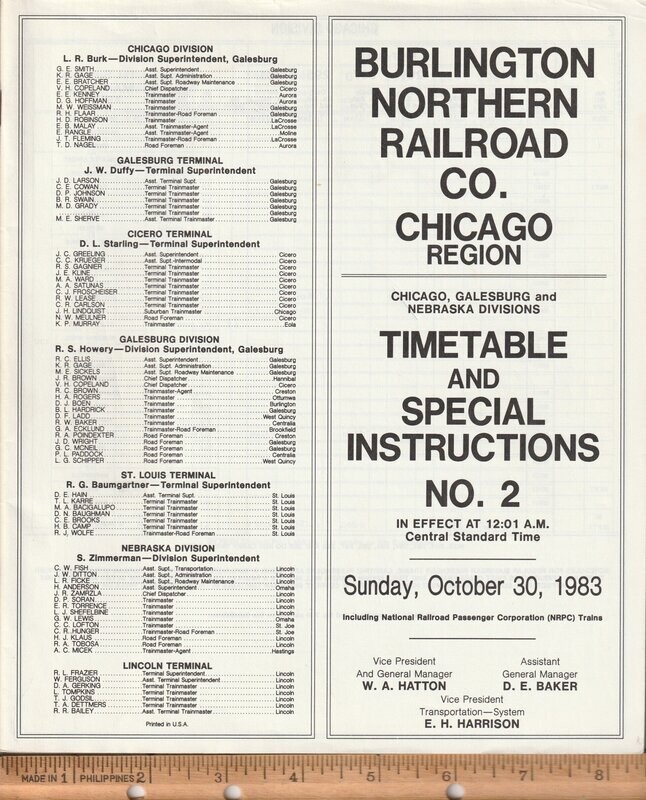 CHICAGO DIVISION
L. R. Burk—Division Superintendent, Galesburg
G. E. SMITH Asst. Superintendent Galesburg
K. R. GAGE Asst. Supt. Administration Galesburg
E. E. BRATCHER Asst. Supt. Roadway Maintenance Galesburg
V. H. COPELAND Chief Dispatcher Cicero
E. E. KENNEY Trainmaster Aurora
D. G. HOFFMAN Trainmaster Aurora
M. W. WEISSMAN Trainmaster Galesburg
R. H. FLAAR Trainmaster-Road Foreman Galesburg
H. D. ROBINSON Trainmaster LaCrosse
E. B. MALAY Asst. Trainmaster-Agent LaCrosse
E. RANGLE Asst. Trainmaster-Agent Moline
J. T. FLEMING Trainmaster-Road Foreman LaCrosse
T. D. NAGEL Road Foreman Aurora
GALESBURG TERMINAL
J. W. Duffy—Terminal Superintendent
J. D. LARSON Asst. Terminal Supt. Galesburg
C. E. COWAN Terminal Trainmaster Galesburg
D. P. JOHNSON Terminal Trainmaster Galesburg
B. R. SWAIN Terminal Trainmaster Galesburg
M. D. GRADY Terminal Trainmaster Galesburg
Terminal Trainmaster Galesburg
M. E. SHERVE Asst. Terminal Trainmaster Galesburg
CICERO TERMINAL
D. L. Starling—Terminal Superintendent
J. C. GREELING Asst. Superintendent Cicero
C. C. KRUEGER Asst. Supt.-Intermodal Cicero
R. S. GAGNIER Terminal Trainmaster Cicero
J. E. KLINE Terminal Trainmaster Cicero
M. A. WARD Terminal Trainmaster Cicero
A. A. SATUNAS Terminal Trainmaster Cicero
C. J. FROSCHEISER Terminal Trainmaster Cicero
R. W. LEASE Terminal Trainmaster Cicero
C. R. CARLSON Terminal Trainmaster Cicero
J. H. LINDQUIST Suburban Trainmaster Chicago
N. W. MEULNER Road Foreman Cicero
K. P. MURRAY Trainmaster Eola
GALESBURG DIVISION
R. S. Howery—Division Superintendent, Galesburg
R. C. ELLIS Asst. Superintendent Galesburg
K. R. GAGE Asst. Supt. Administration Galesburg
M. E. SICKELS Asst. Supt. Roadway Maintenance Galesburg
J. R. BROWN Chief Dispatcher Hannibal
V. H. COPELAND Chief Dispatcher Cicero
R. C. BROWN Trainmaster-Agent Creston
H. A. ROGERS Trainmaster Ottumwa
D. J. BOEN Trainmaster Burlington
B. L. HARDRICK Trainmaster Galesburg
D. F. LADD Trainmaster West Quincy
R. W. BAKER Trainmaster Centralia
G. A. ECKLUND Trainmaster-Road Foreman Brookfield
R. A. POINDEXTER Road Foreman Creston
J. D. WRIGHT Road Foreman Galesburg
G. C. MCNEIL Road Foreman Galesburg
P. L. PADDOCK Road Foreman Centralia
L. G. SCHIPPER Road Foreman West Quincy
ST. LOUIS TERMINAL
R. G. Baumgartner—Terminal Superintendent
D. E. HAIN Asst. Terminal Supt. St. Louis
T. L. KARRE Terminal Trainmaster St. Louis
M. A. BACIGALUPO Terminal Trainmaster St. Louis
D. N. BAUGHMAN Terminal Trainmaster St. Louis
C. E. BROOKS Terminal Trainmaster St. Louis
H. B. CAMP Terminal Trainmaster St. Louis
R. J. WOLFE Trainmaster-Road Foreman St. Louis
NEBRASKA DIVISION
S. Zimmerman—Division Superintendent
C. W. FISH Asst. Supt., Transportation Lincoln
J. W. DITTON Asst. Supt., Administration Lincoln
L. R. FICKE Asst. Supt., Roadway Maintenance Lincoln
H. ANDERSON Asst. Superintendent Omaha
J. R. ZAMRZLA Chief Dispatcher Lincoln
D. P. SORAN Trainmaster Lincoln
E. R. TORRENCE Trainmaster Lincoln
L. J. SHEFELBINE Trainmaster Lincoln
G. W. LEWIS Trainmaster Omaha
C. C. LOFTON Trainmaster St. Joe
C. R. HUNGER Trainmaster-Road Foreman St. Joe
H. J. KLAUS Road Foreman Lincoln
R. A. TOBOSA Road Foreman Lincoln
A. C. MICEK Trainmaster-Agent Hastings
LINCOLN TERMINAL
R. L. FRAZIER Terminal Superintendent Lincoln
W. FERGUSON Asst. Terminal Superintendent Lincoln
D. A. GERKING Terminal Trainmaster Lincoln
L. TOMPKINS Terminal Trainmaster Lincoln
T. J. GODSIL Terminal Trainmaster Lincoln
T. A. DETTMERS Terminal Trainmaster Lincoln
R. R. BAILEY Asst. Terminal Trainmaster Lincoln
Printed in U.S.A.
BURLINGTON
NORTHERN
RAILROAD
CO.
CHICAGO
REGION
CHICAGO, GALESBURG and
NEBRASKA DIVISIONS
TIMETABLE
AND
SPECIAL
INSTRUCTIONS
NO. 2
IN EFFECT AT 12:01 A.M.
Central Standard Time
Sunday, October 30, 1983
Including National Railroad Passenger Corporation (NRPC) Trains
Vice President
And General Manager
W. A. HATTON
Assistant
General Manager
D. E. BAKER
Vice President
Transportation—System
E. H. HARRISON
MADE IN 1 PHILIPPINES 2 3 4 5 6 7 8